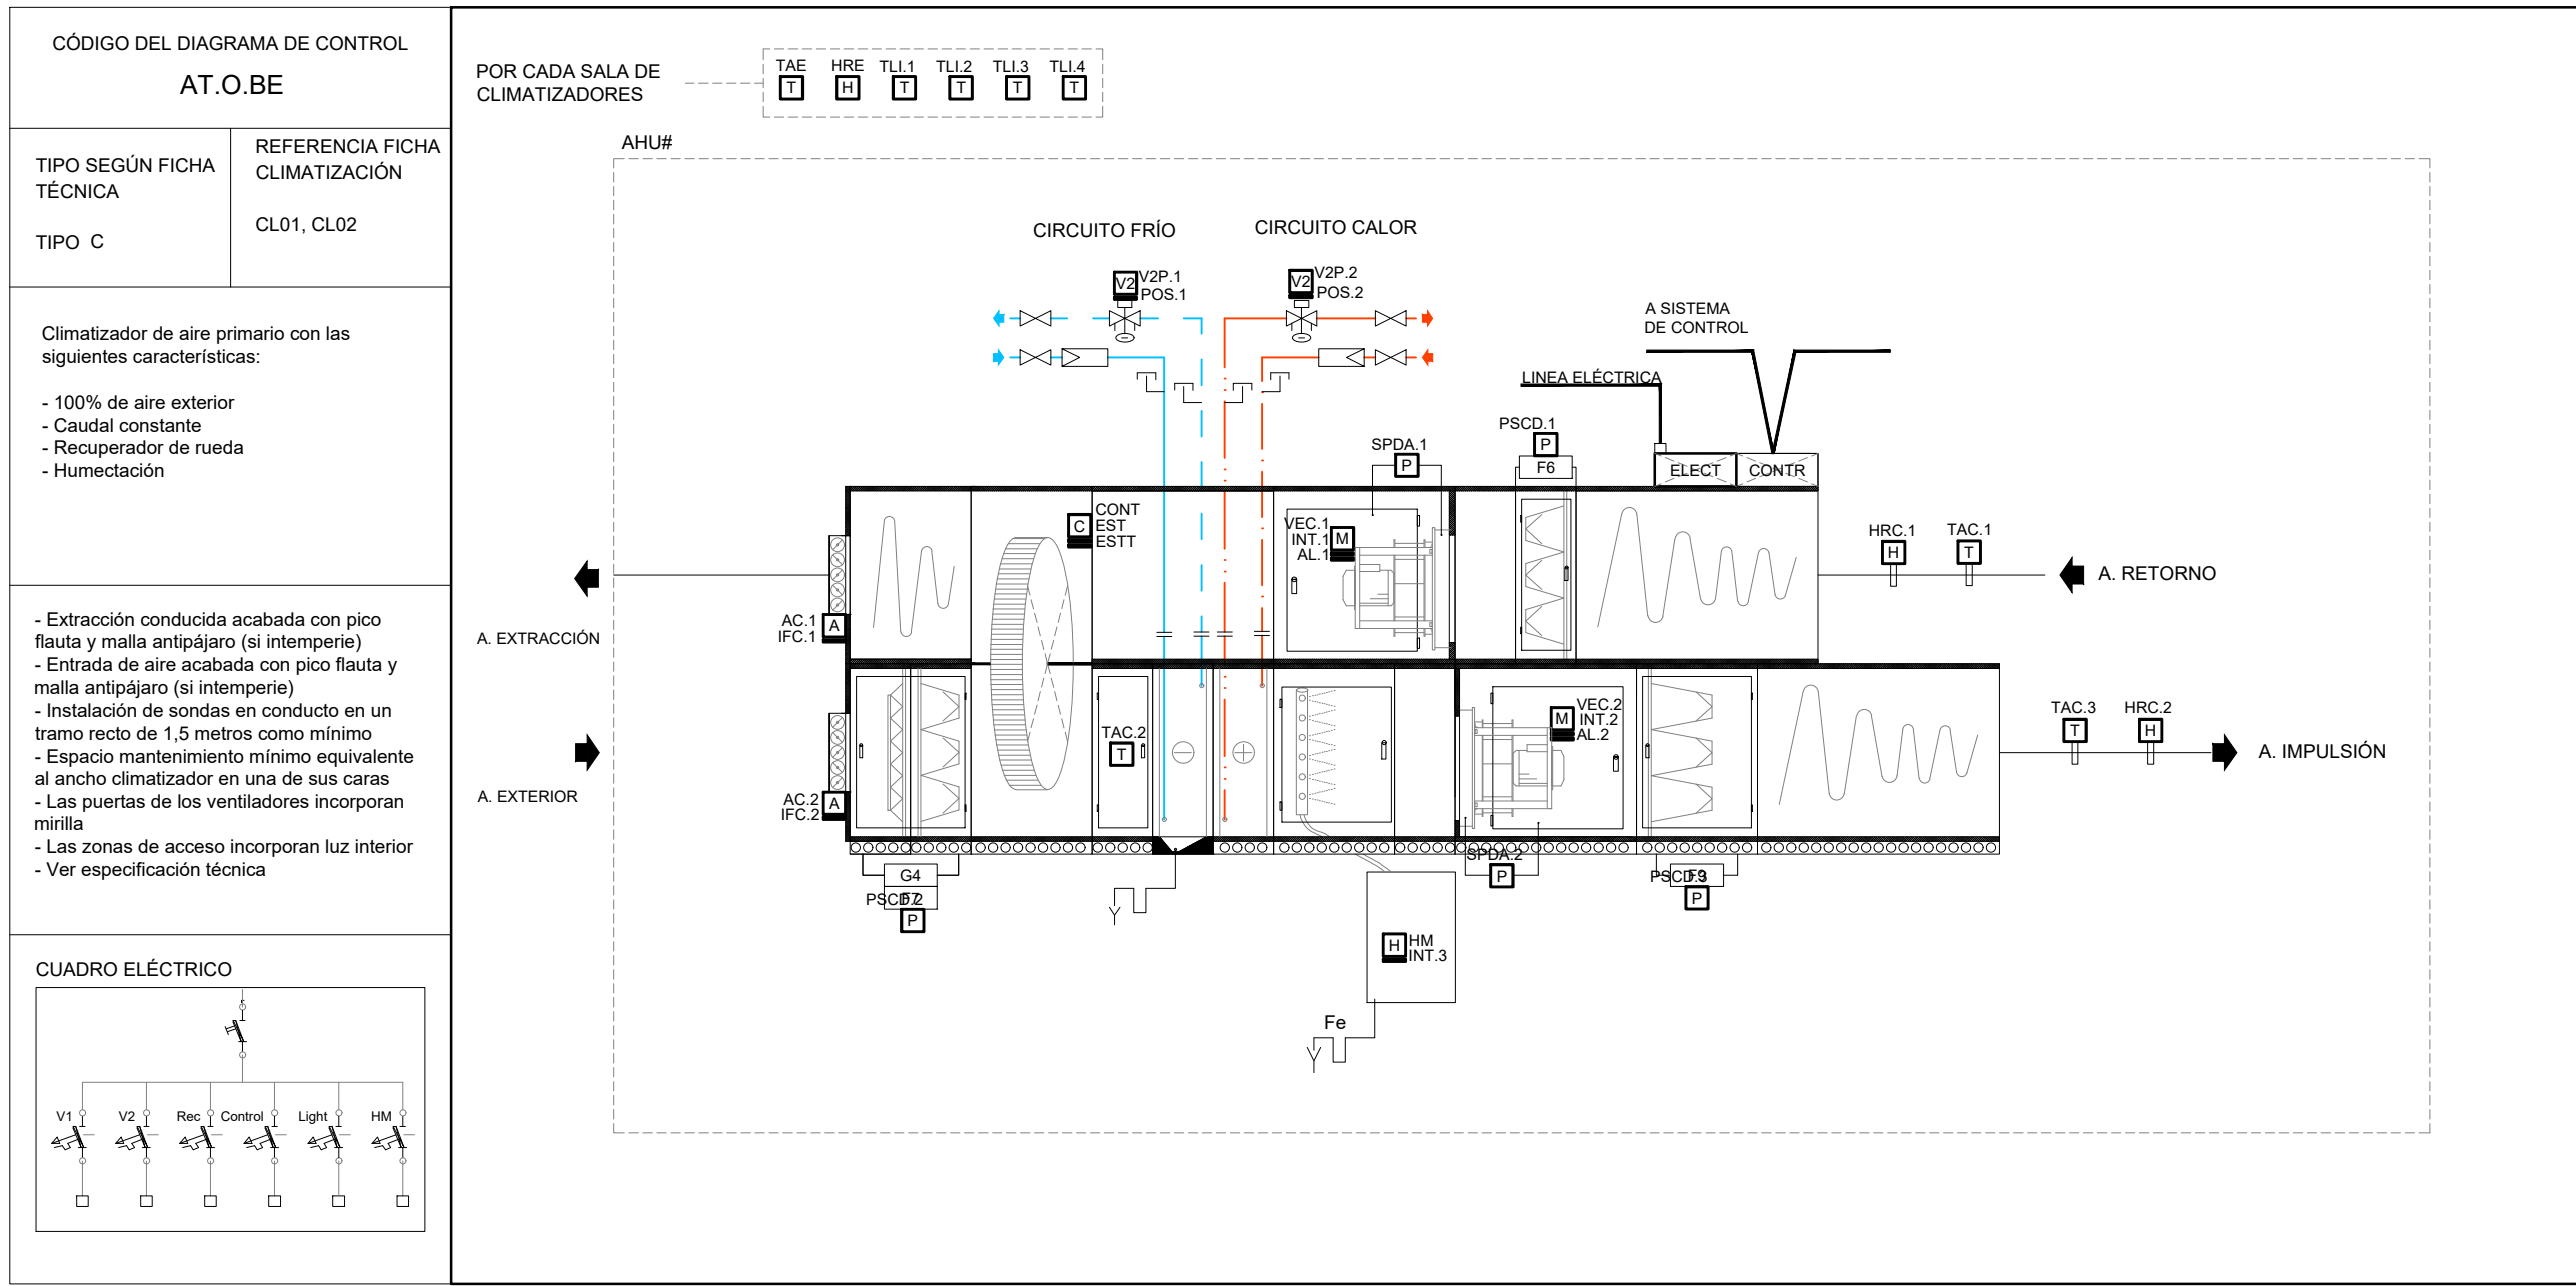 CÓDIGO DEL DIAGRAMA DE CONTROL
AT.O.BE
TIPO SEGÚN FICHA
TÉCNICA
TIPO C
REFERENCIA FICHA
CLIMATIZACIÓN
CL01, CL02
Climatizador de aire primario con las
siguientes características:
- 100% de aire exterior
- Caudal constante
- Recuperador de rueda
- Humectación
- Extracción conducida acabada con pico
flauta y malla antipájaro (si intemperie)
- Entrada de aire acabada con pico flauta y
malla antipájaro (si intemperie)
- Instalación de sondas en conducto en un
tramo recto de 1,5 metros como mínimo
- Espacio mantenimiento mínimo equivalente
al ancho climatizador en una de sus caras
- Las puertas de los ventiladores incorporan
mirilla
- Las zonas de acceso incorporan luz interior
- Ver especificación técnica
CUADRO ELÉCTRICO
V1 V2 Rec Control Light HM
POR CADA SALA DE
CLIMATIZADORES
TAE HRE TLI.1 TLI.2 TLI.3 TLI.4
T H T T T T
AHU#
CIRCUITO FRÍO
CIRCUITO CALOR
V2 V2P.1
POS.1
V2 V2P.2
POS.2
A SISTEMA
DE CONTROL
LINEA ELÉCTRICA
PSCD.1
P
F6
SPDA.1
P
ELECT CONTR
C CONT
EST
ESTT
VEC.1
INT.1
AL.1
M
HRC.1 TAC.1
H T
A. RETORNO
AC.1
IFC.1
A
A. EXTRACCIÓN
A. EXTERIOR
AC.2
IFC.2
A
TAC.2
T
M
VEC.2
INT.2
AL.2
TAC.3 HRC.2
T H
A. IMPULSIÓN
G4
F7
PSCD.2
P
SPDA.2
P
F9
PSCD.3
P
H HM
INT.3
Fe